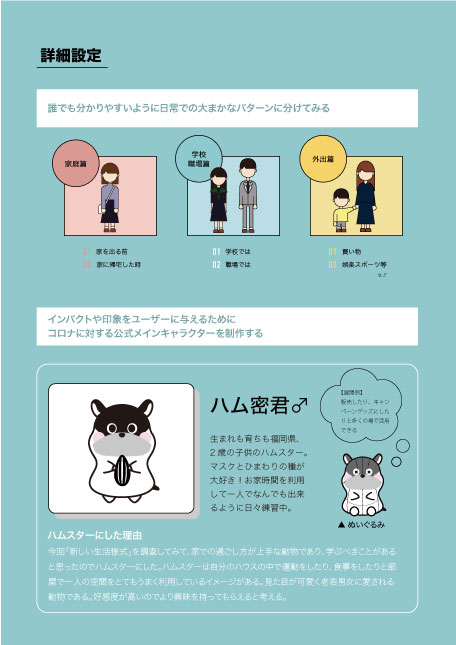 詳細設定
誰でも分かりやすいように日常での大まかなパターンに分けてみる
家庭篇
学校
職場篇
外出篇
01 家を出る前
02 家に帰宅した時
01 学校では
02 職場では
01 買い物
02 娯楽スポーツ等
など
インパクトや印象をユーザーに与えるために
コロナに対する公式メインキャラクターを制作する
ハム密君♂
生まれも育ちも福岡県、
2歳の子供のハムスター。
マスクとひまわりの種が
大好き！お家時間を利用
して一人でなんでも出来
るように日々練習中。
【展開例】
販売したり、キャン
ペーングッズにした
りと多くの場で活用
できる
▲ ぬいぐるみ
ハムスターにした理由
今回「新しい生活様式」を調査してみて、家での過ごし方が上手な動物であり、学ぶべきことがある
と思ったのでハムスターにした。ハムスターは自分のハウスの中で運動をしたり、食事をしたりと部
屋で一人の空間をとてもうまく利用しているイメージがある。見た目が可愛く老若男女に愛される
動物である。好感度が高いのでより興味を持ってもらえると考える。